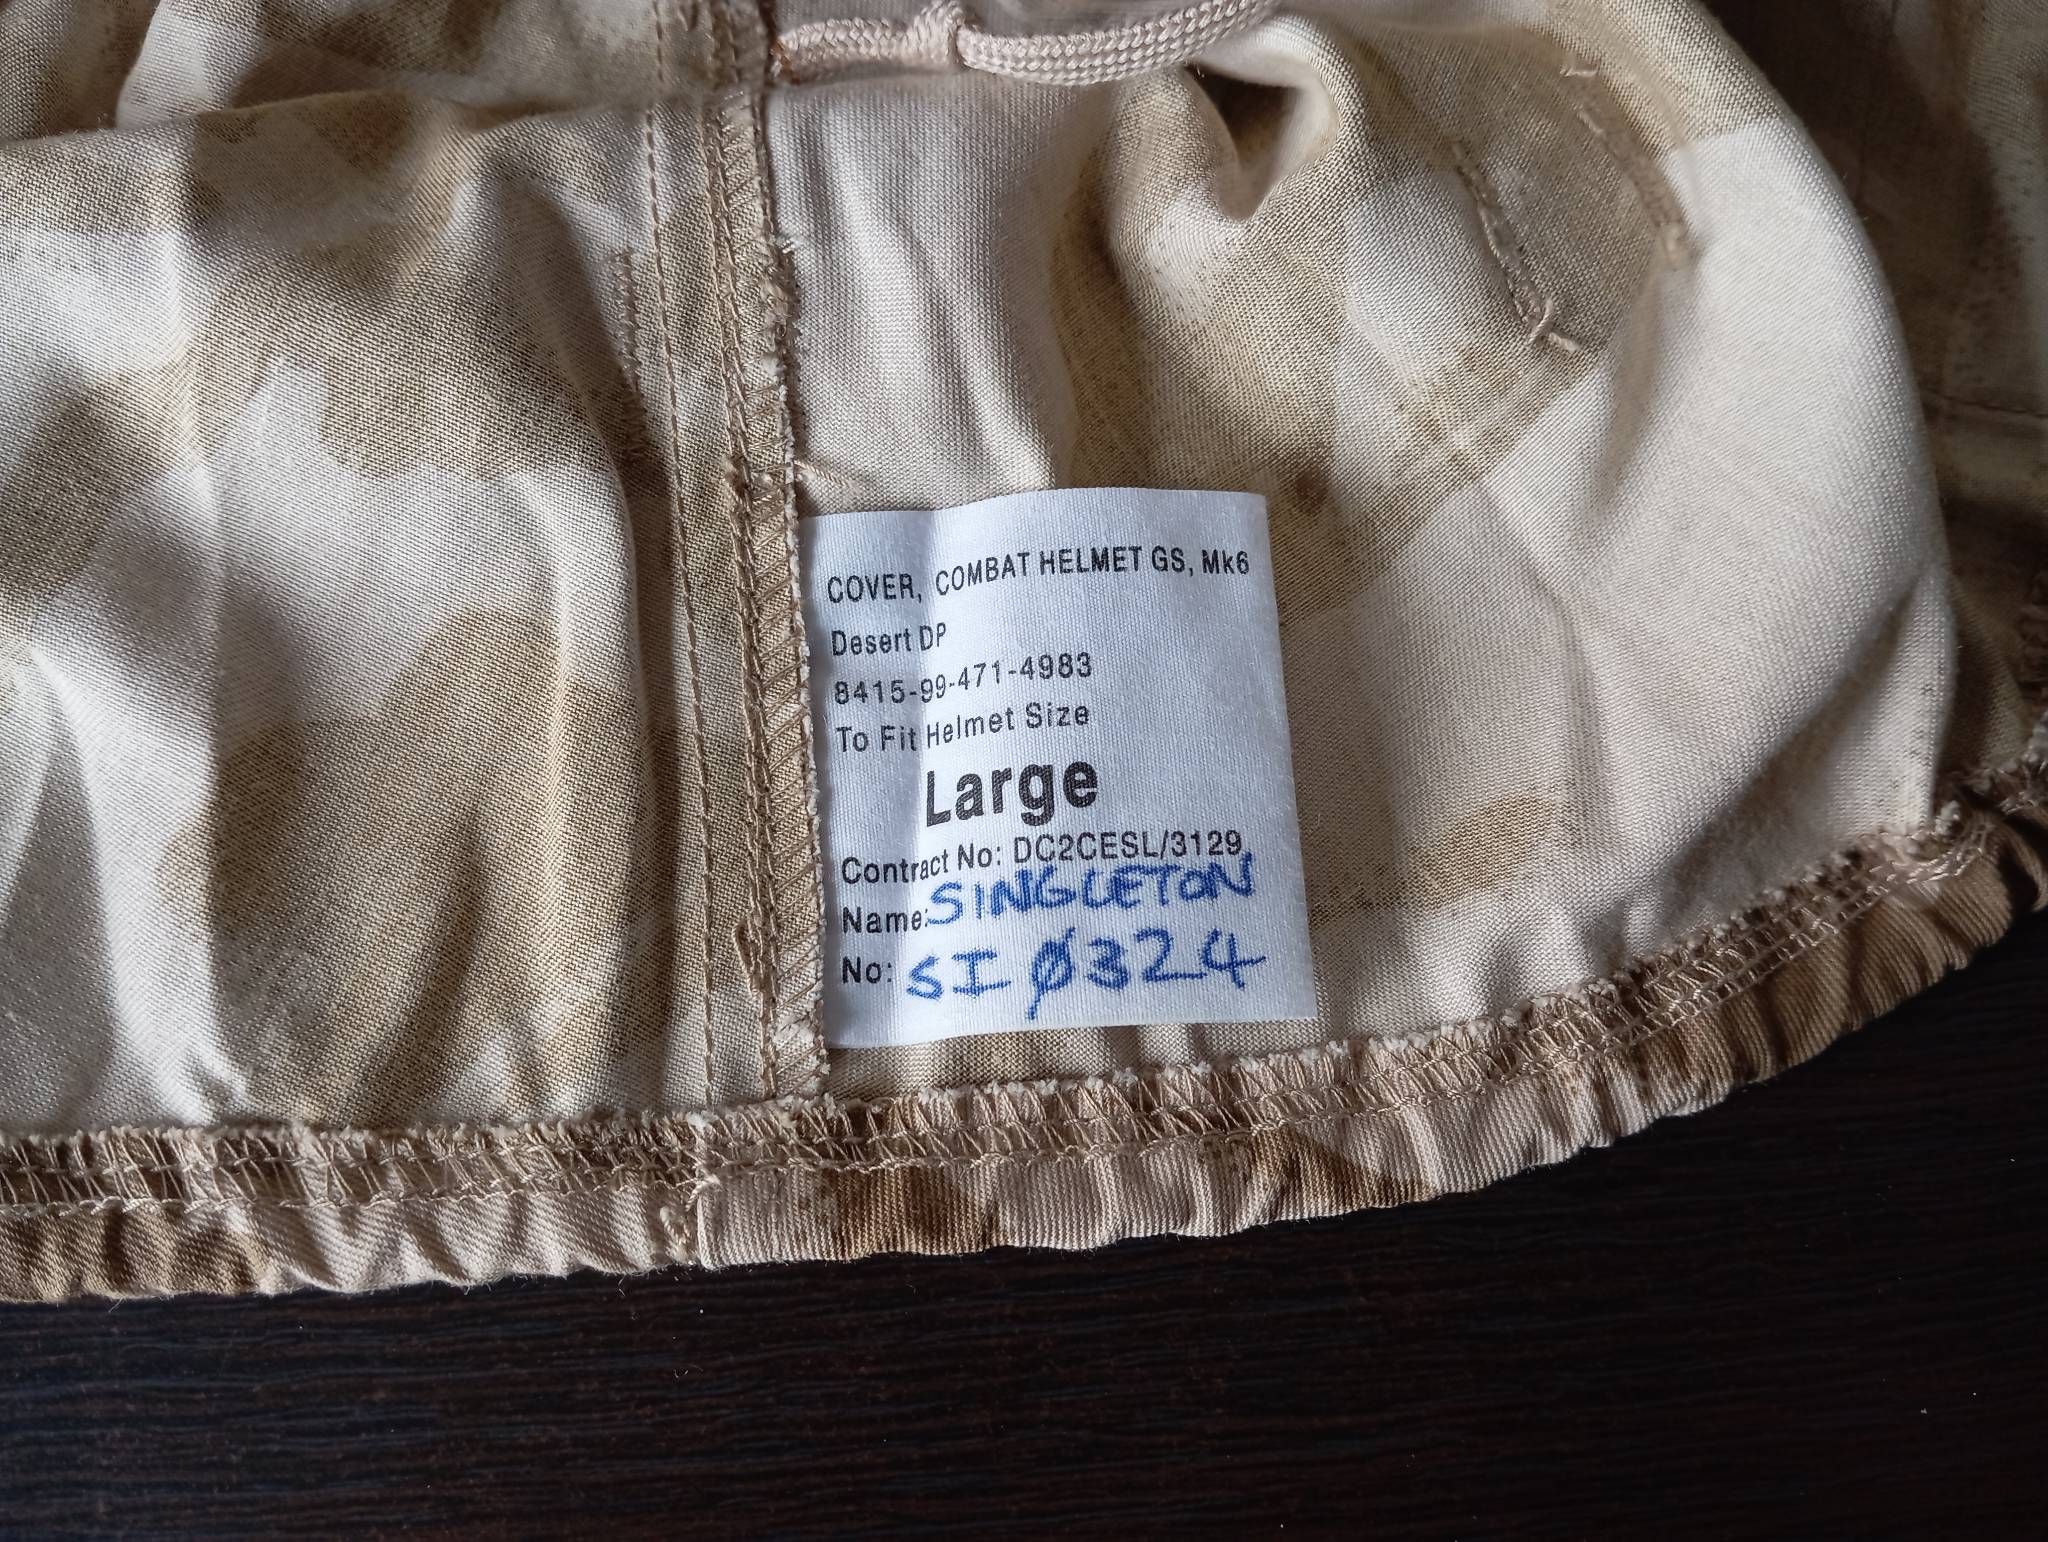 COVER, COMBAT HELMET GS, Mk6
Desert DP
8415-99-471-4983
To Fit Helmet Size
Large
Contract No: DC2CESL/3129
Name: SINGLETON
No: SI Ø324